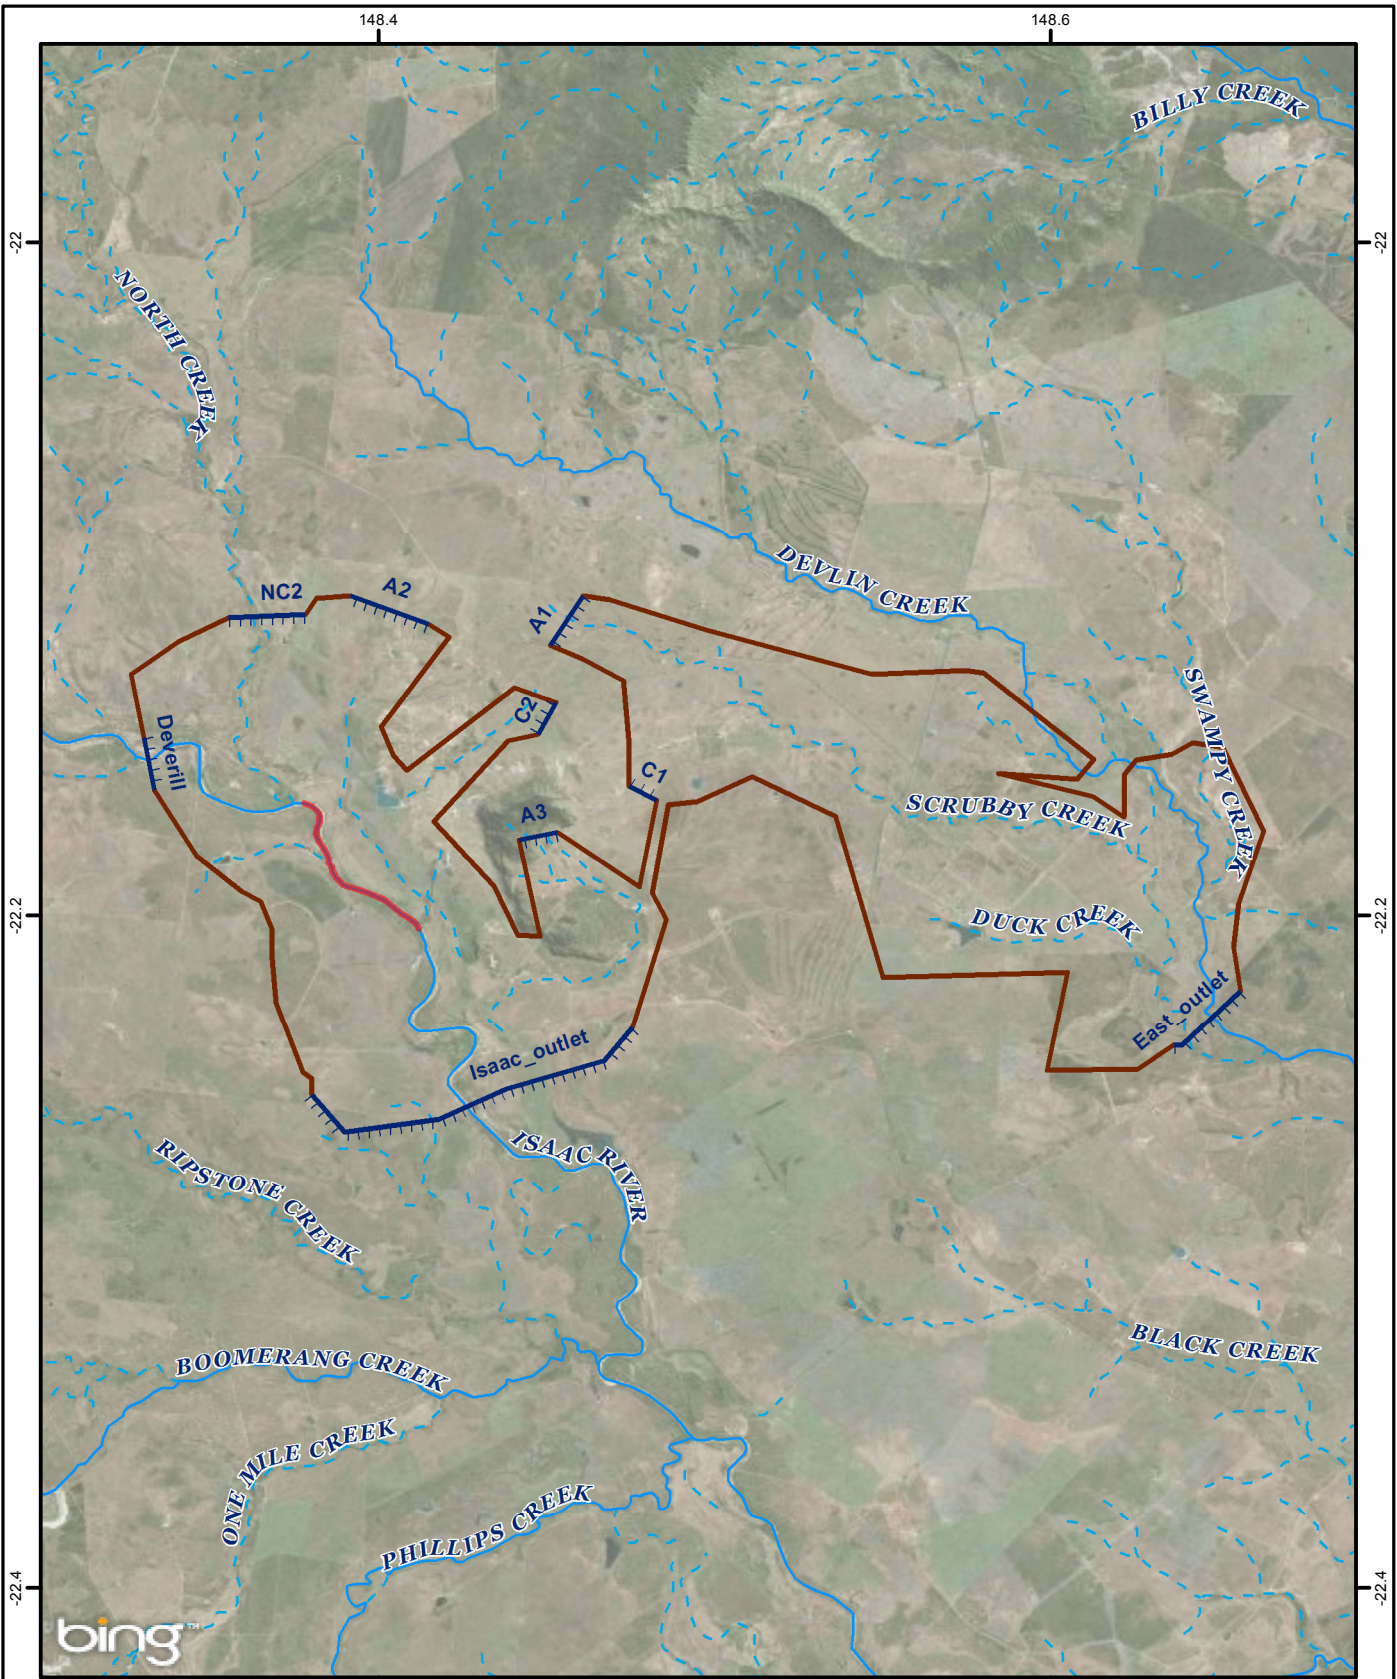 148.4
148.6
BILLY CREEK
-22
-22
NORTH CREEK
DEVLIN CREEK
NC2
A2
A1
SWAMPY CREEK
C2
Deverill
C1
A3
SCRUBBY CREEK
-22.2
-22.2
DUCK CREEK
East_outlet
Isaac_outlet
ISAAC RIVER
RIPSTONE CREEK
BLACK CREEK
BOOMERANG CREEK
ONE MILE CREEK
PHILLIPS CREEK
-22.4
-22.4
bing™